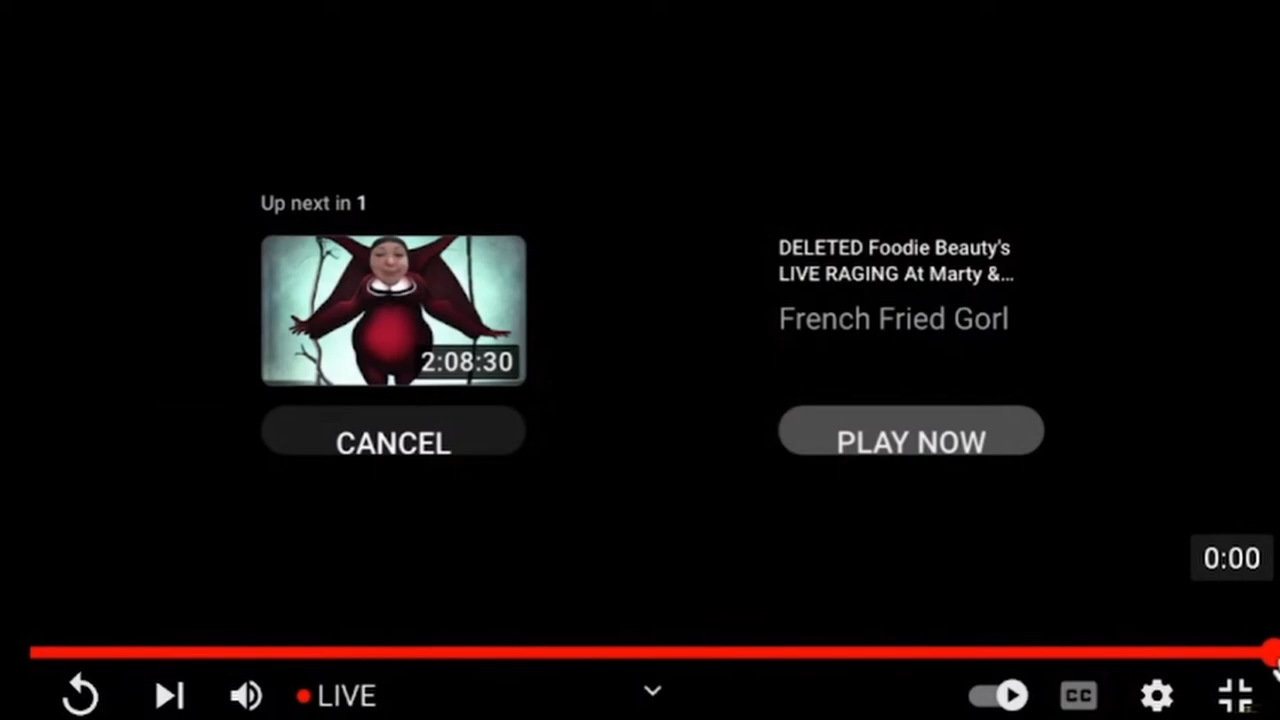 Up next in 1
2:08:30
CANCEL
DELETED Foodie Beauty's
LIVE RAGING At Marty &...
French Fried Gorl
PLAY NOW
0:00
LIVE
CC